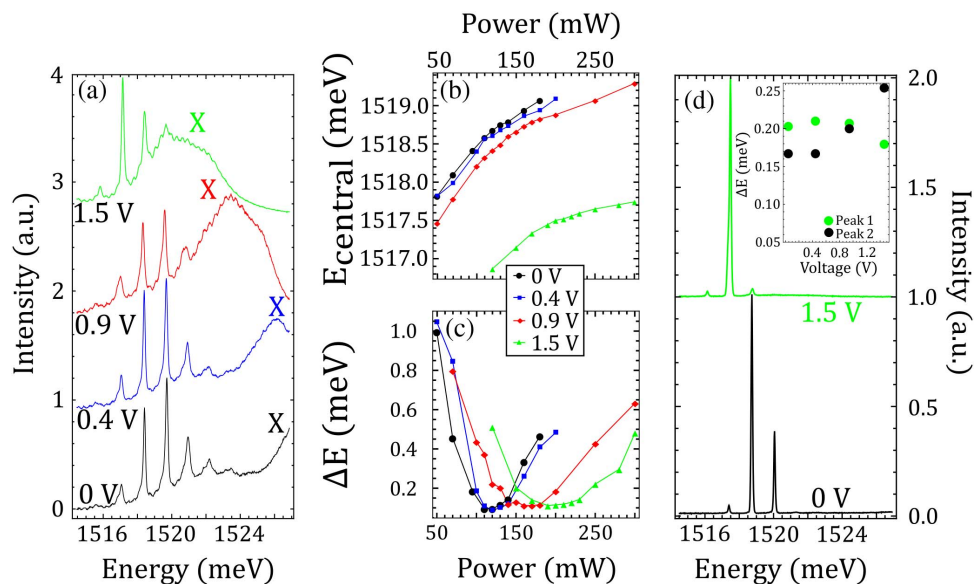 Power (mW)
50 150 250
(a)
4
3
2
1
0
Intensity (a.u.)
X
1.5 V
X
0.9 V
X
0.4 V
X
0 V
1516 1520 1524
Energy (meV)
(b)
1519.0
1518.5
1518.0
1517.5
1517.0
Ecentral (meV)
0 V
0.4 V
0.9 V
1.5 V
(c)
1.0
0.8
0.6
0.4
0.2
ΔE (meV)
50 150 250
Power (mW)
(d)
2.0
1.5
1.0
0.5
0.0
Intensity (a.u.)
0.25
0.20
0.15
0.05
ΔE (meV)
Peak 1
Peak 2
0.4 0.8 1.2
Voltage (V)
1.5 V
0 V
1516 1520 1524
Energy (meV)